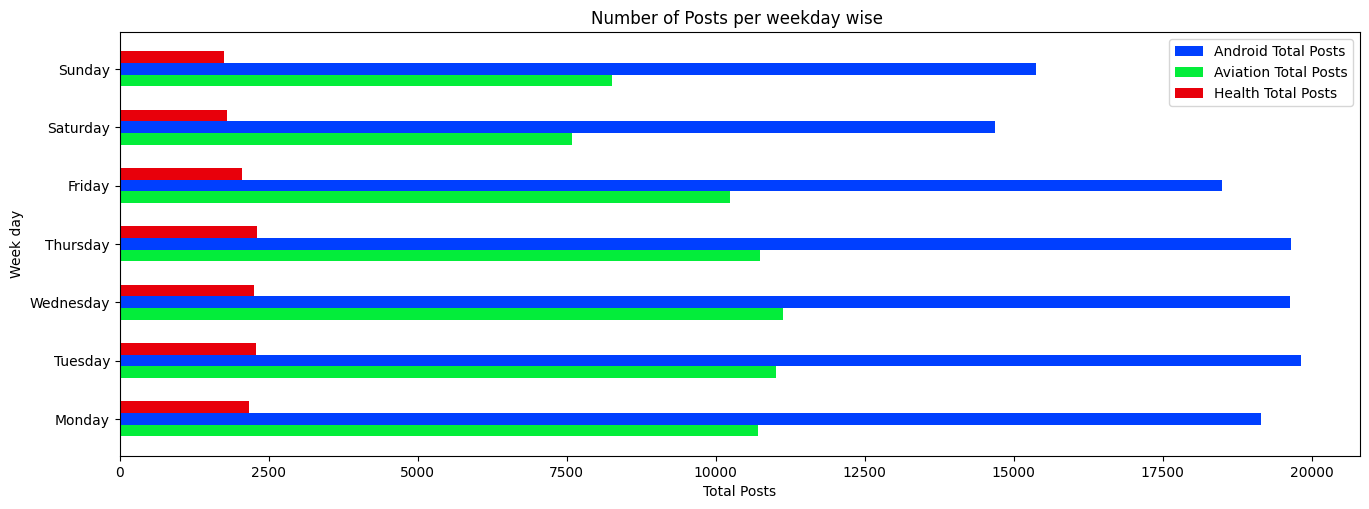 Number of Posts per weekday wise
Android Total Posts
Aviation Total Posts
Health Total Posts
Week day
Sunday
Saturday
Friday
Thursday
Wednesday
Tuesday
Monday
0 2500 5000 7500 10000 12500 15000 17500 20000
Total Posts